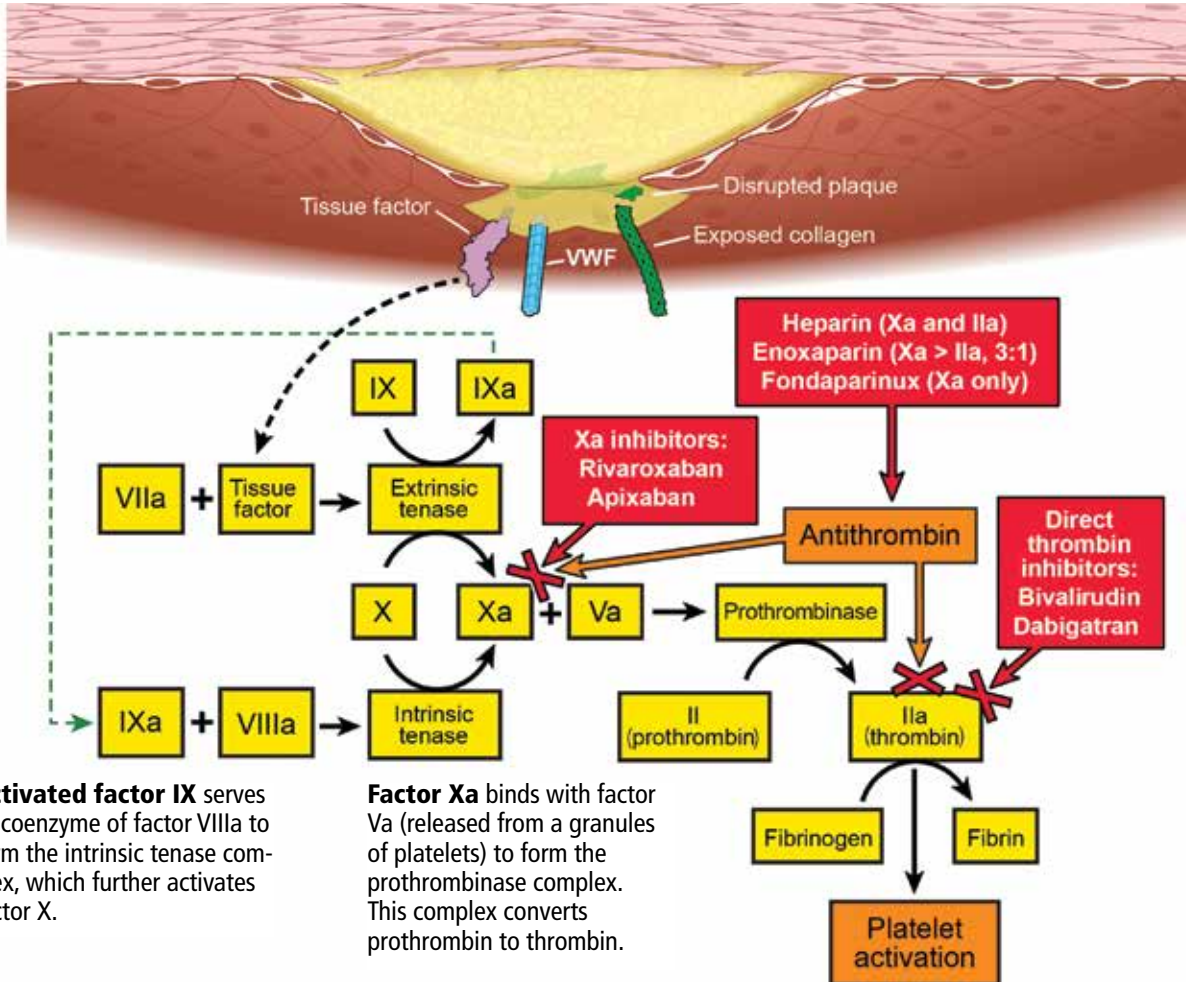 Tissue factor
Disrupted plaque
Exposed collagen
VWF
Heparin (Xa and IIa)
Enoxaparin (Xa > IIa, 3:1)
Fondaparinux (Xa only)
IX
IXa
Xa inhibitors:
Rivaroxaban
Apixaban
VIIa
+
Tissue
factor
Extrinsic
tenase
Antithrombin
Direct
thrombin
inhibitors:
Bivalirudin
Dabigatran
X
Xa
+
Va
Prothrombinase
IXa
+
VIIIa
Intrinsic
tenase
II
(prothrombin)
IIa
(thrombin)
ctivated factor IX serves
coenzyme of factor VIIIa to
rm the intrinsic tenase com-
ex, which further activates
ctor X.
Factor Xa binds with factor
Va (released from a granules
of platelets) to form the
prothrombinase complex.
This complex converts
prothrombin to thrombin.
Fibrinogen
Fibrin
Platelet
activation